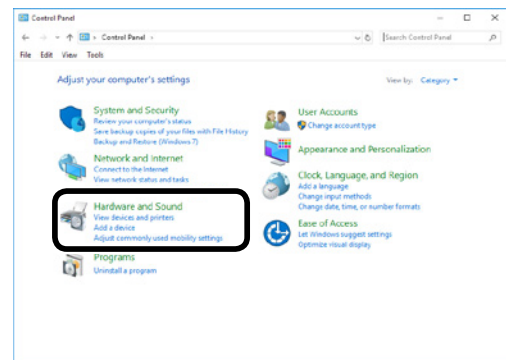 Control Panel
Control Panel
Search Control Panel
File Edit View Tools
Adjust your computer's settings
View by: Category
System and Security
Review your computer's status
Save backup copies of your files with File History
Backup and Restore (Windows 7)
Network and Internet
Connect to the Internet
View network status and tasks
Hardware and Sound
View devices and printers
Add a device
Adjust commonly used mobility settings
Programs
Uninstall a program
User Accounts
Change account type
Appearance and Personalization
Clock, Language, and Region
Add a language
Change input methods
Change date, time, or number formats
Ease of Access
Let Windows suggest settings
Optimize visual display